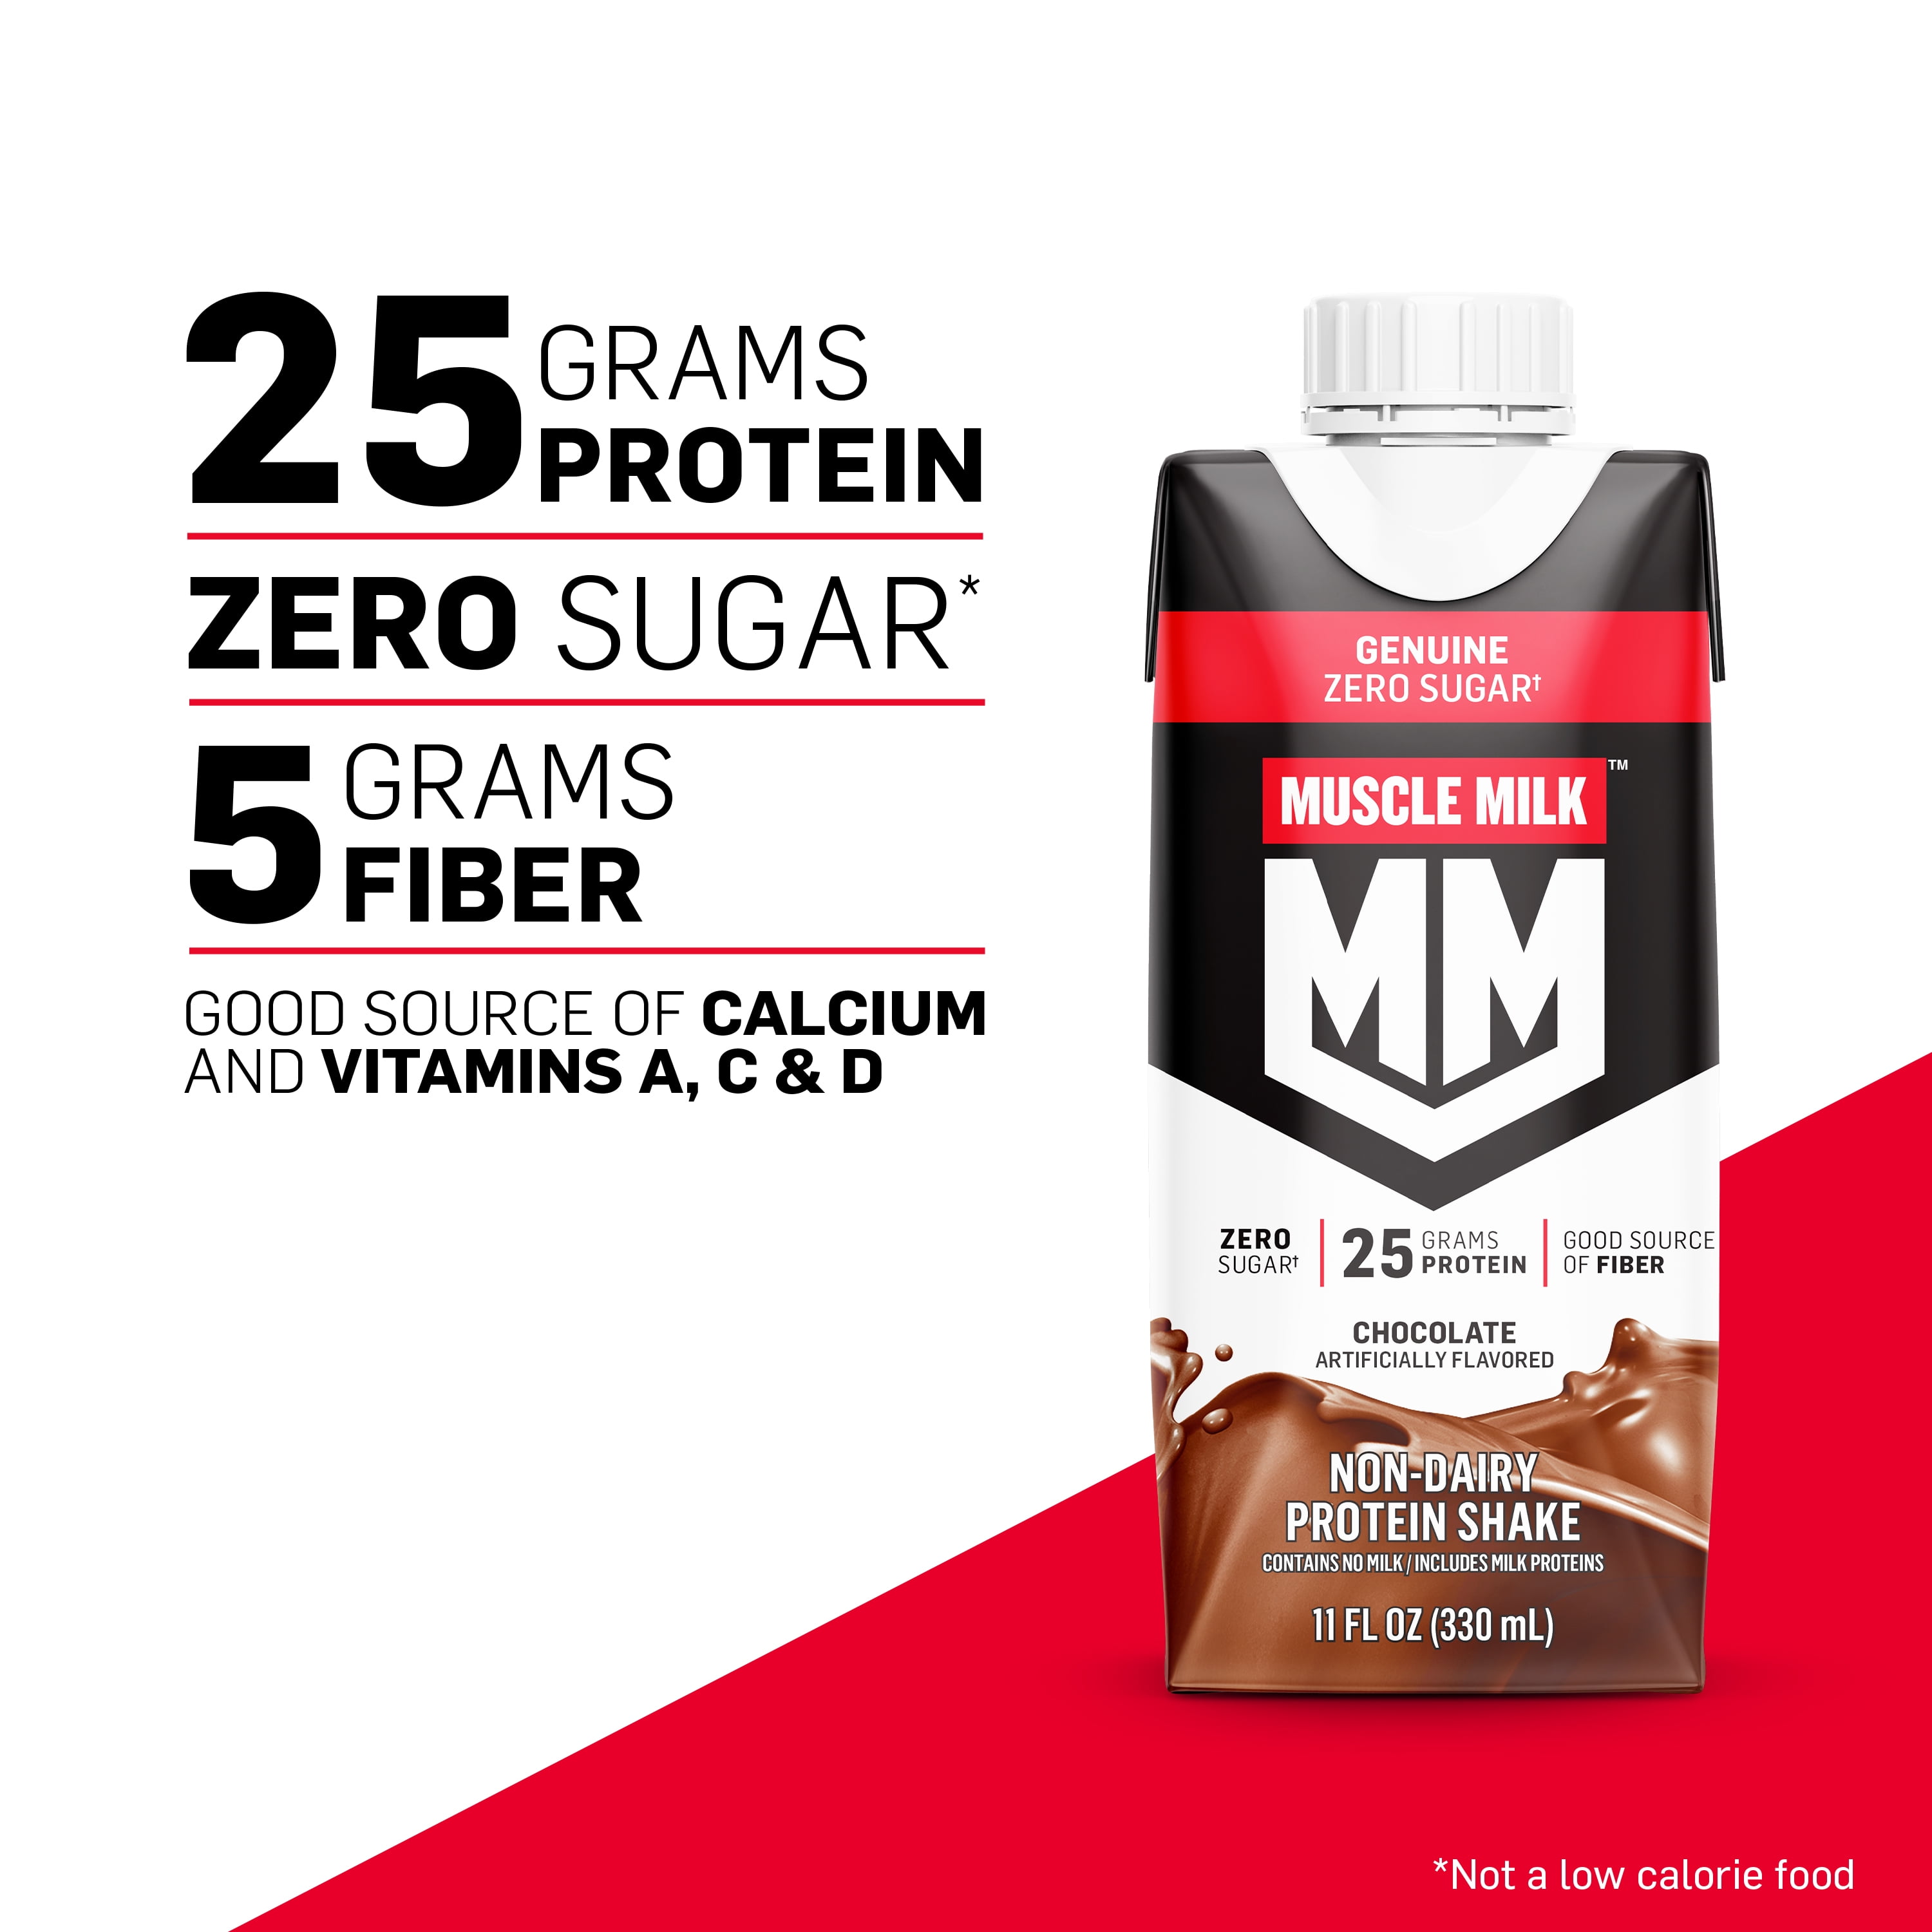 25 GRAMS
PROTEIN
ZERO SUGAR*
5 GRAMS
FIBER
GOOD SOURCE OF CALCIUM
AND VITAMINS A, C & D
GENUINE
ZERO SUGAR†
MUSCLE MILK™
MM
ZERO
SUGAR†
25 GRAMS
PROTEIN
GOOD SOURCE
OF FIBER
CHOCOLATE
ARTIFICIALLY FLAVORED
NON-DAIRY
PROTEIN SHAKE
CONTAINS NO MILK / INCLUDES MILK PROTEINS
11 FL OZ (330 mL)
*Not a low calorie food